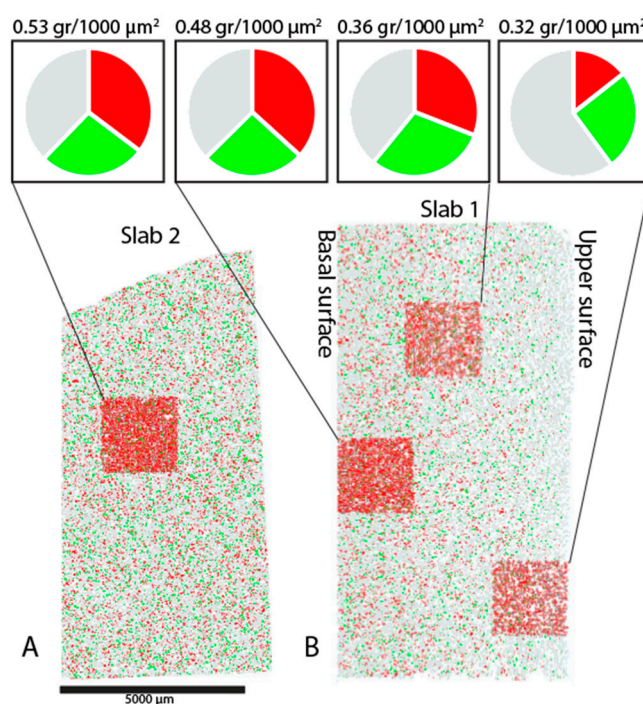 0.53 gr/1000 µm² 0.48 gr/1000 µm² 0.36 gr/1000 µm² 0.32 gr/1000 µm²
Slab 2
Slab 1
Basal surface
Upper surface
A
B
5000 µm